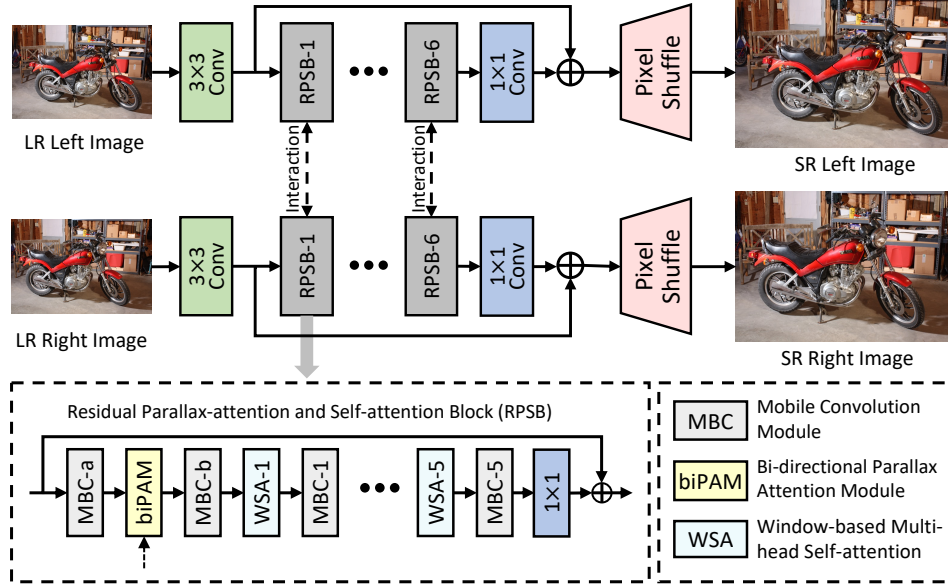 3×3
Conv
RPSB-1
RPSB-6
1×1
Conv
Pixel
Shuffle
LR Left Image
SR Left Image
Interaction
Interaction
3×3
Conv
RPSB-1
RPSB-6
1×1
Conv
Pixel
Shuffle
LR Right Image
SR Right Image
Residual Parallax-attention and Self-attention Block (RPSB)
MBC-a
biPAM
MBC-b
WSA-1
MBC-1
WSA-5
MBC-5
1×1
MBC
Mobile Convolution
Module
biPAM
Bi-directional Parallax
Attention Module
WSA
Window-based Multi-
head Self-attention